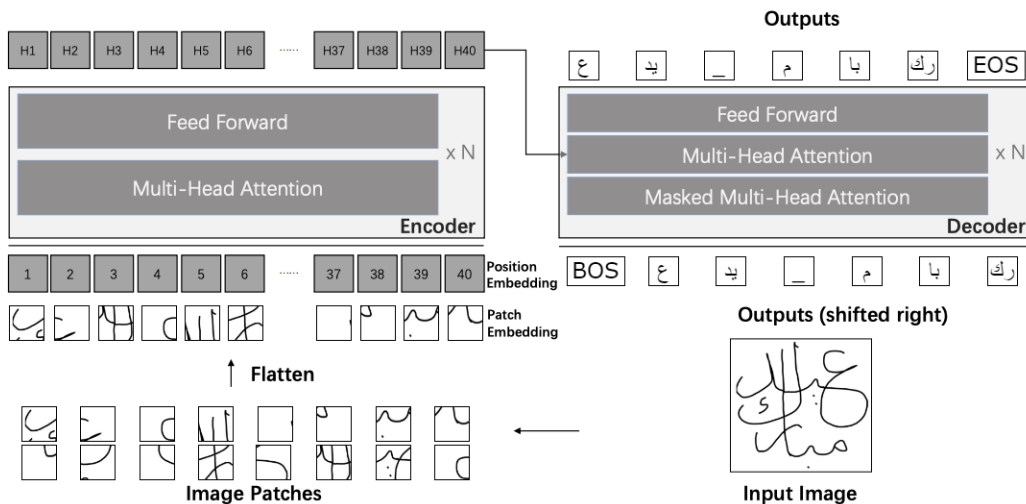 Outputs
H1 H2 H3 H4 H5 H6 ...... H37 H38 H39 H40
ع يد _ م با رك EOS
Feed Forward
Multi-Head Attention
x N
Encoder
Feed Forward
Multi-Head Attention
Masked Multi-Head Attention
x N
Decoder
1 2 3 4 5 6 ...... 37 38 39 40
Position Embedding
BOS ع يد _ م با رك
Patch Embedding
Outputs (shifted right)
Flatten
عيدك
مبارك
Image Patches
Input Image